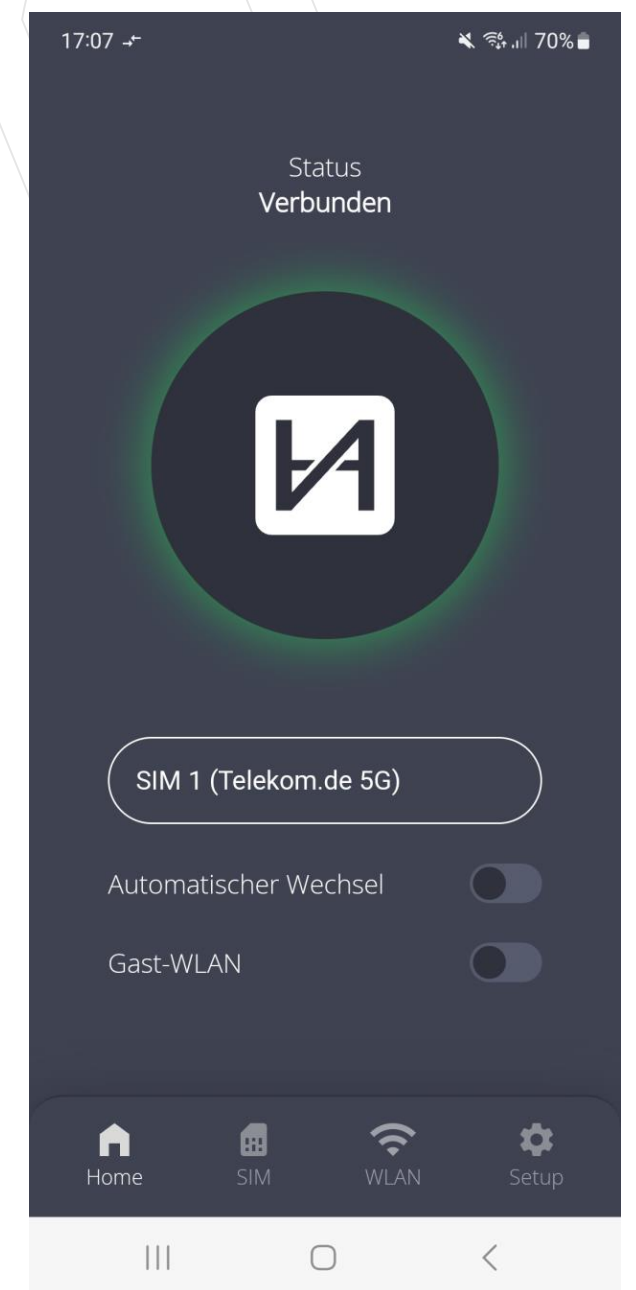 17:07
70%
Status
Verbunden
SIM 1 (Telekom.de 5G)
Automatischer Wechsel
Gast-WLAN
Home SIM WLAN Setup